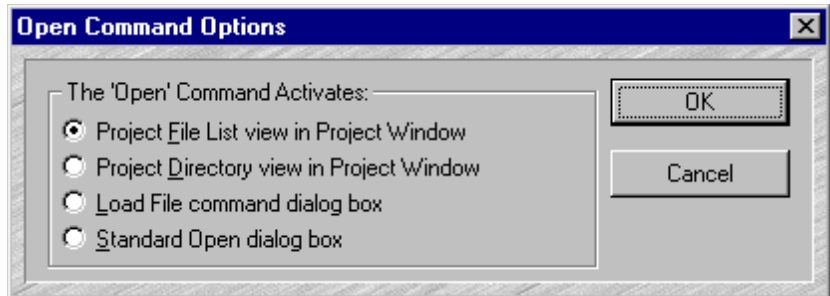 Open Command Options
The 'Open' Command Activates:
Project File List view in Project Window
Project Directory view in Project Window
Load File command dialog box
Standard Open dialog box
OK
Cancel